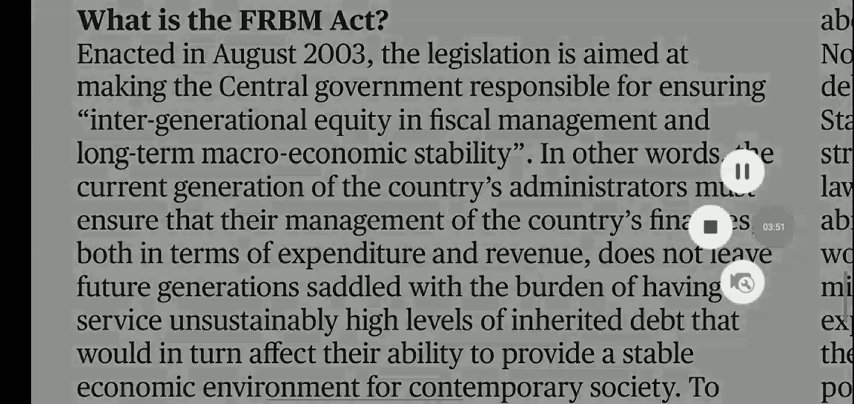 What is the FRBM Act?
Enacted in August 2003, the legislation is aimed at
making the Central government responsible for ensuring
“inter-generational equity in fiscal management and
long-term macro-economic stability”. In other words, the
current generation of the country’s administrators must
ensure that their management of the country’s finances,
both in terms of expenditure and revenue, does not leave
future generations saddled with the burden of having
service unsustainably high levels of inherited debt that
would in turn affect their ability to provide a stable
economic environment for contemporary society. To
03:51